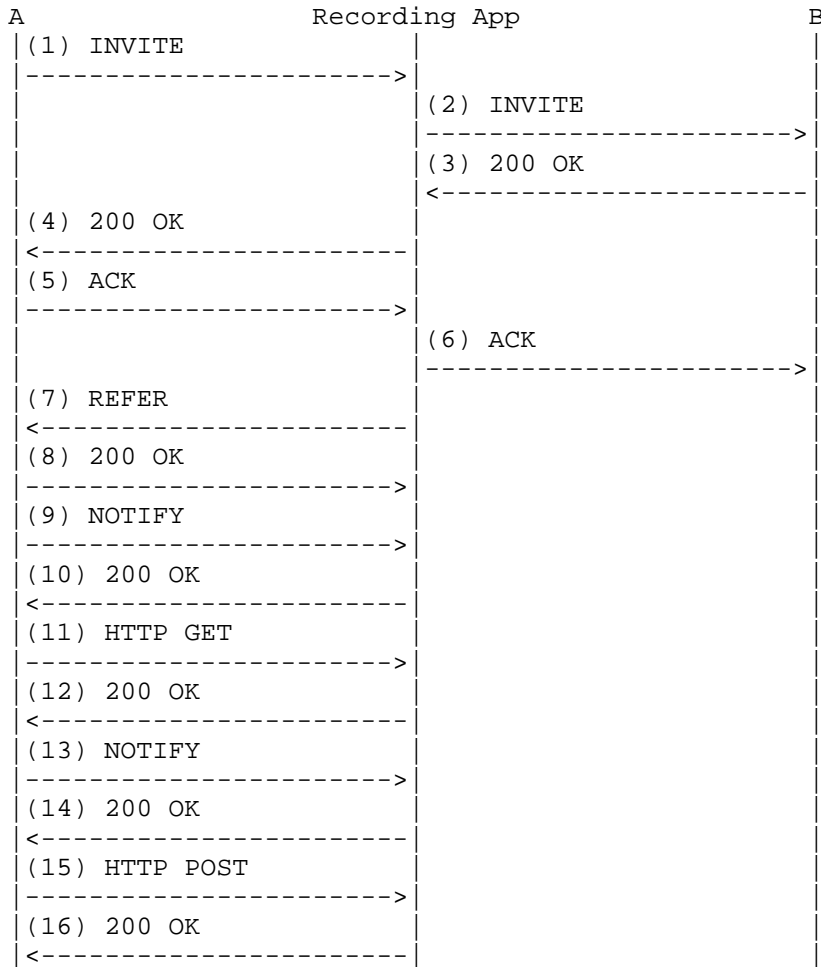 A Recording App B
(1) INVITE
(2) INVITE
(3) 200 OK
(4) 200 OK
(5) ACK
(6) ACK
(7) REFER
(8) 200 OK
(9) NOTIFY
(10) 200 OK
(11) HTTP GET
(12) 200 OK
(13) NOTIFY
(14) 200 OK
(15) HTTP POST
(16) 200 OK